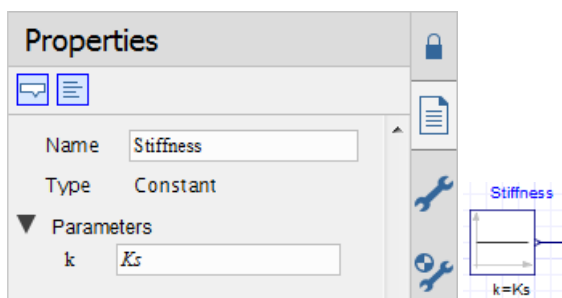 Properties
Name Stiffness
Type Constant
Parameters
k Ks
Stiffness
k=Ks